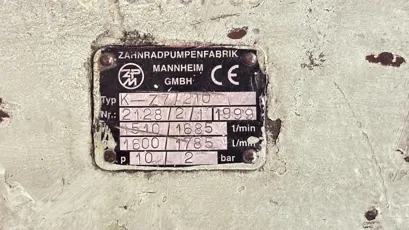 ZAHNRADPUMPENFABRIK
MANNHEIM
GMBH
ZPM
CE
Typ K-77/210
Nr.: 2128/2/1 1999
1510/1685 1/min
1600/1785 L/min
p 10/2 bar